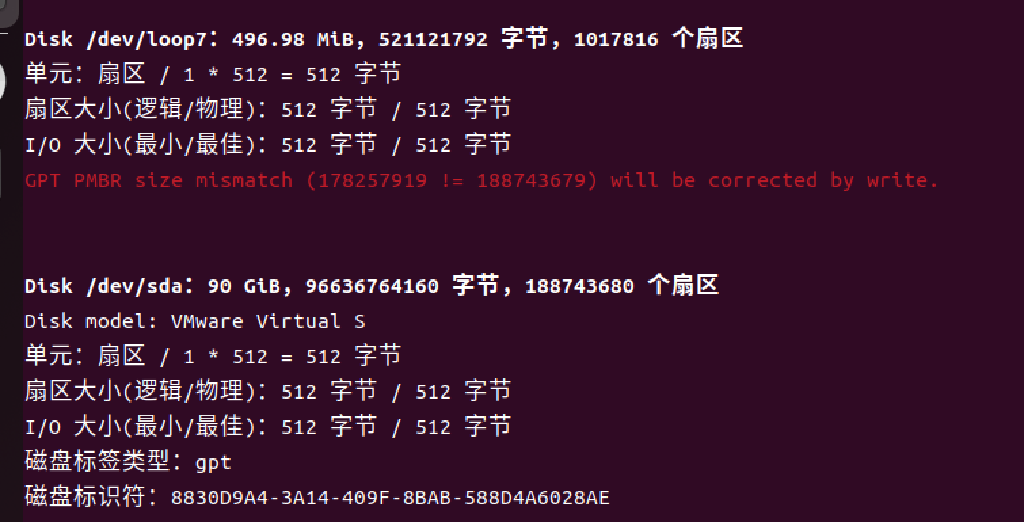 Disk /dev/loop7：496.98 MiB，521121792 字节，1017816 个扇区
单元：扇区 / 1 * 512 = 512 字节
扇区大小(逻辑/物理)：512 字节 / 512 字节
I/O 大小(最小/最佳)：512 字节 / 512 字节
GPT PMBR size mismatch (178257919 != 188743679) will be corrected by write.
Disk /dev/sda：90 GiB，96636764160 字节，188743680 个扇区
Disk model: VMware Virtual S
单元：扇区 / 1 * 512 = 512 字节
扇区大小(逻辑/物理)：512 字节 / 512 字节
I/O 大小(最小/最佳)：512 字节 / 512 字节
磁盘标签类型：gpt
磁盘标识符：8830D9A4-3A14-409F-8BAB-588D4A6028AE